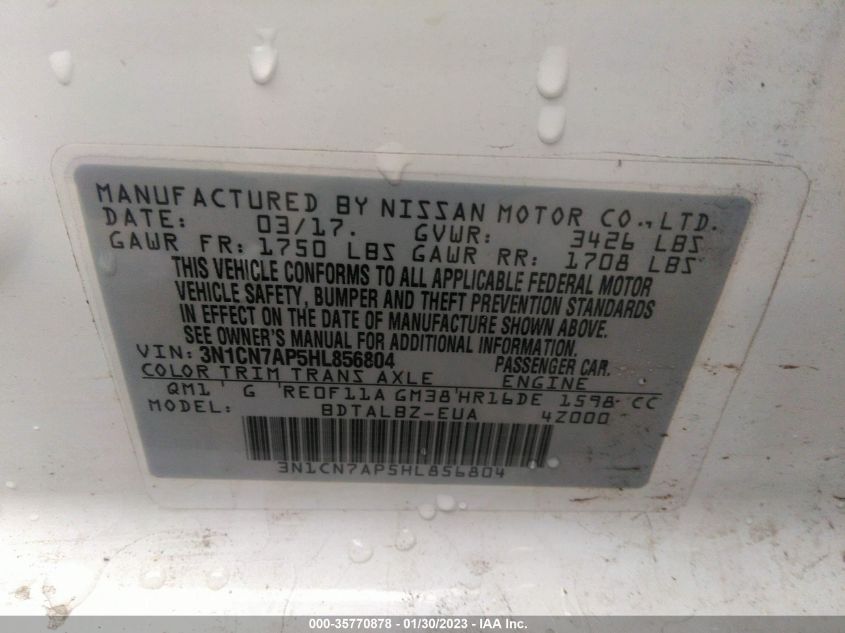 MANUFACTURED BY NISSAN MOTOR CO., LTD.
DATE: 03/17. GVWR: 3426 LBS
GAWR FR: 1750 LBS GAWR RR: 1708 LBS
THIS VEHICLE CONFORMS TO ALL APPLICABLE FEDERAL MOTOR
VEHICLE SAFETY, BUMPER AND THEFT PREVENTION STANDARDS
IN EFFECT ON THE DATE OF MANUFACTURE SHOWN ABOVE.
SEE OWNER'S MANUAL FOR ADDITIONAL INFORMATION.
VIN: 3N1CN7AP5HL856804 PASSENGER CAR.
COLOR TRIM TRANS AXLE ENGINE
QM1 G RE0F11A GM38 HR16DE 1598 CC
MODEL: BDTALBZ-EUA 4Z000
3N1CN7AP5HL856804
000-35770878 - 01/30/2023 - IAA, Inc.